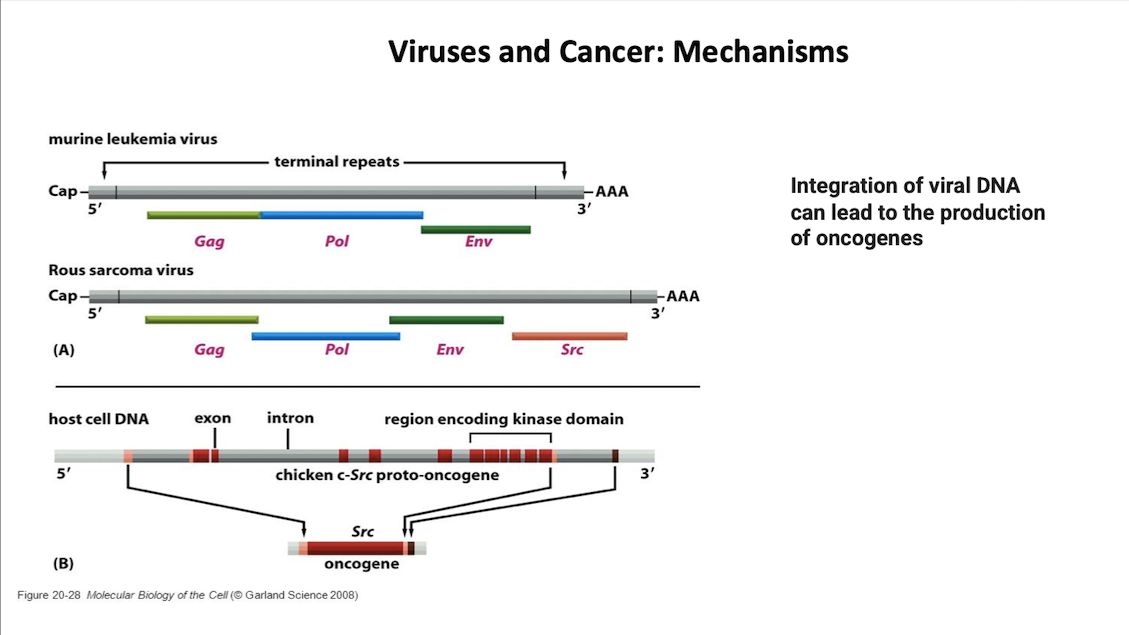 Viruses and Cancer: Mechanisms
murine leukemia virus
terminal repeats
Cap
AAA
5′
3′
Gag
Pol
Env
Rous sarcoma virus
Cap
AAA
5′
3′
(A)
Gag
Pol
Env
Src
Integration of viral DNA
can lead to the production
of oncogenes
host cell DNA
exon
intron
region encoding kinase domain
5′
chicken c-Src proto-oncogene
3′
Src
oncogene
(B)
Figure 20-28 Molecular Biology of the Cell (© Garland Science 2008)